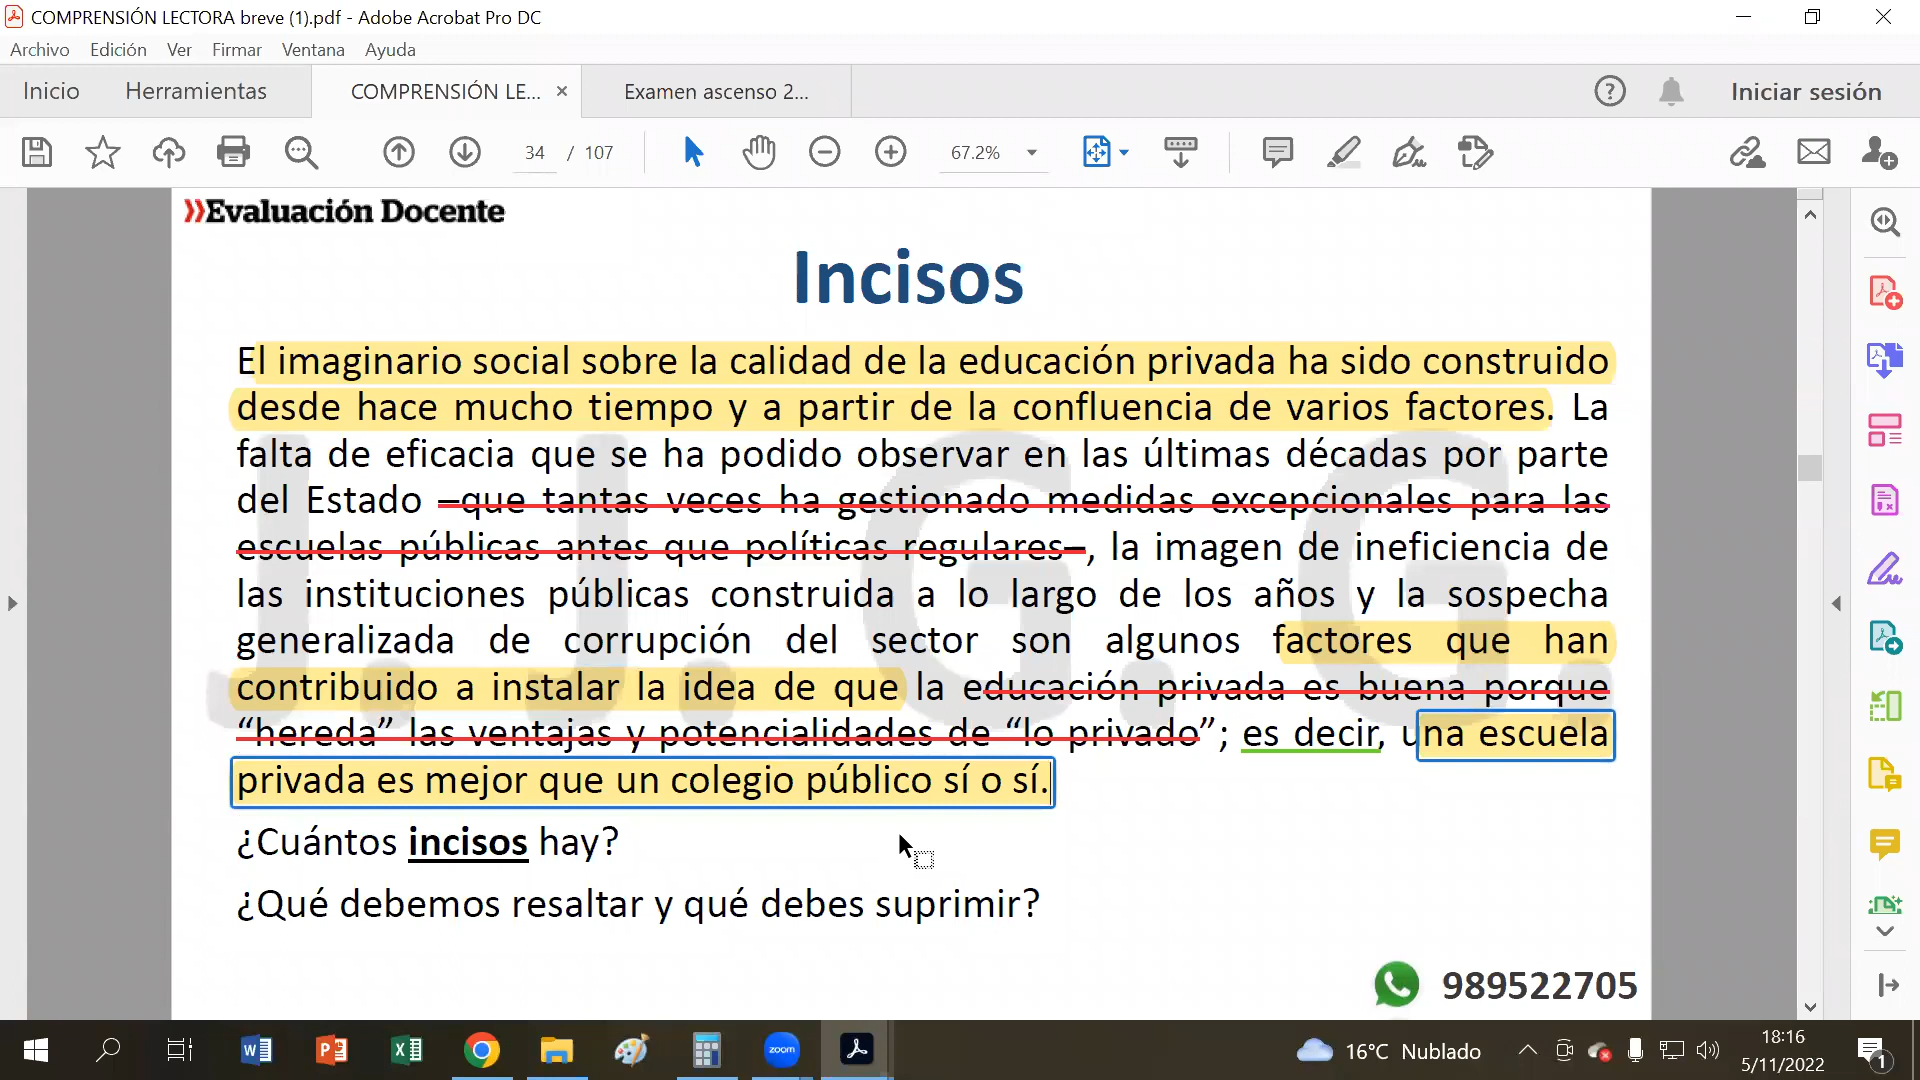 COMPRENSIÓN LECTORA breve (1).pdf - Adobe Acrobat Pro DC
Archivo Edición Ver Firmar Ventana Ayuda
Inicio Herramientas COMPRENSIÓN LE... × Examen ascenso 2... ? Iniciar sesión
34 / 107 67.2%
Evaluación Docente
Incisos
El imaginario social sobre la calidad de la educación privada ha sido construido
desde hace mucho tiempo y a partir de la confluencia de varios factores. La
falta de eficacia que se ha podido observar en las últimas décadas por parte
del Estado –que tantas veces ha gestionado medidas excepcionales para las
escuelas públicas antes que políticas regulares–, la imagen de ineficiencia de
las instituciones públicas construida a lo largo de los años y la sospecha
generalizada de corrupción del sector son algunos factores que han
contribuido a instalar la idea de que la educación privada es buena porque
“hereda” las ventajas y potencialidades de “lo privado”; es decir, una escuela
privada es mejor que un colegio público sí o sí.
¿Cuántos incisos hay?
¿Qué debemos resaltar y qué debes suprimir?
J. J. G. G.
989522705
zoom
16°C Nublado
18:16
5/11/2022
1